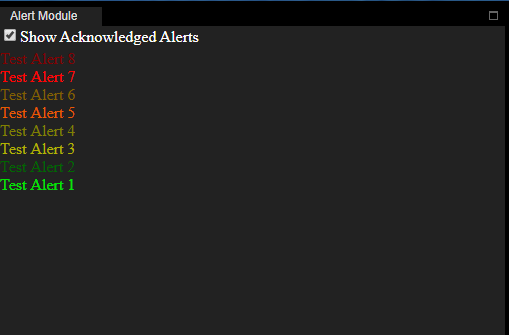 Alert Module
Show Acknowledged Alerts
Test Alert 8
Test Alert 7
Test Alert 6
Test Alert 5
Test Alert 4
Test Alert 3
Test Alert 2
Test Alert 1